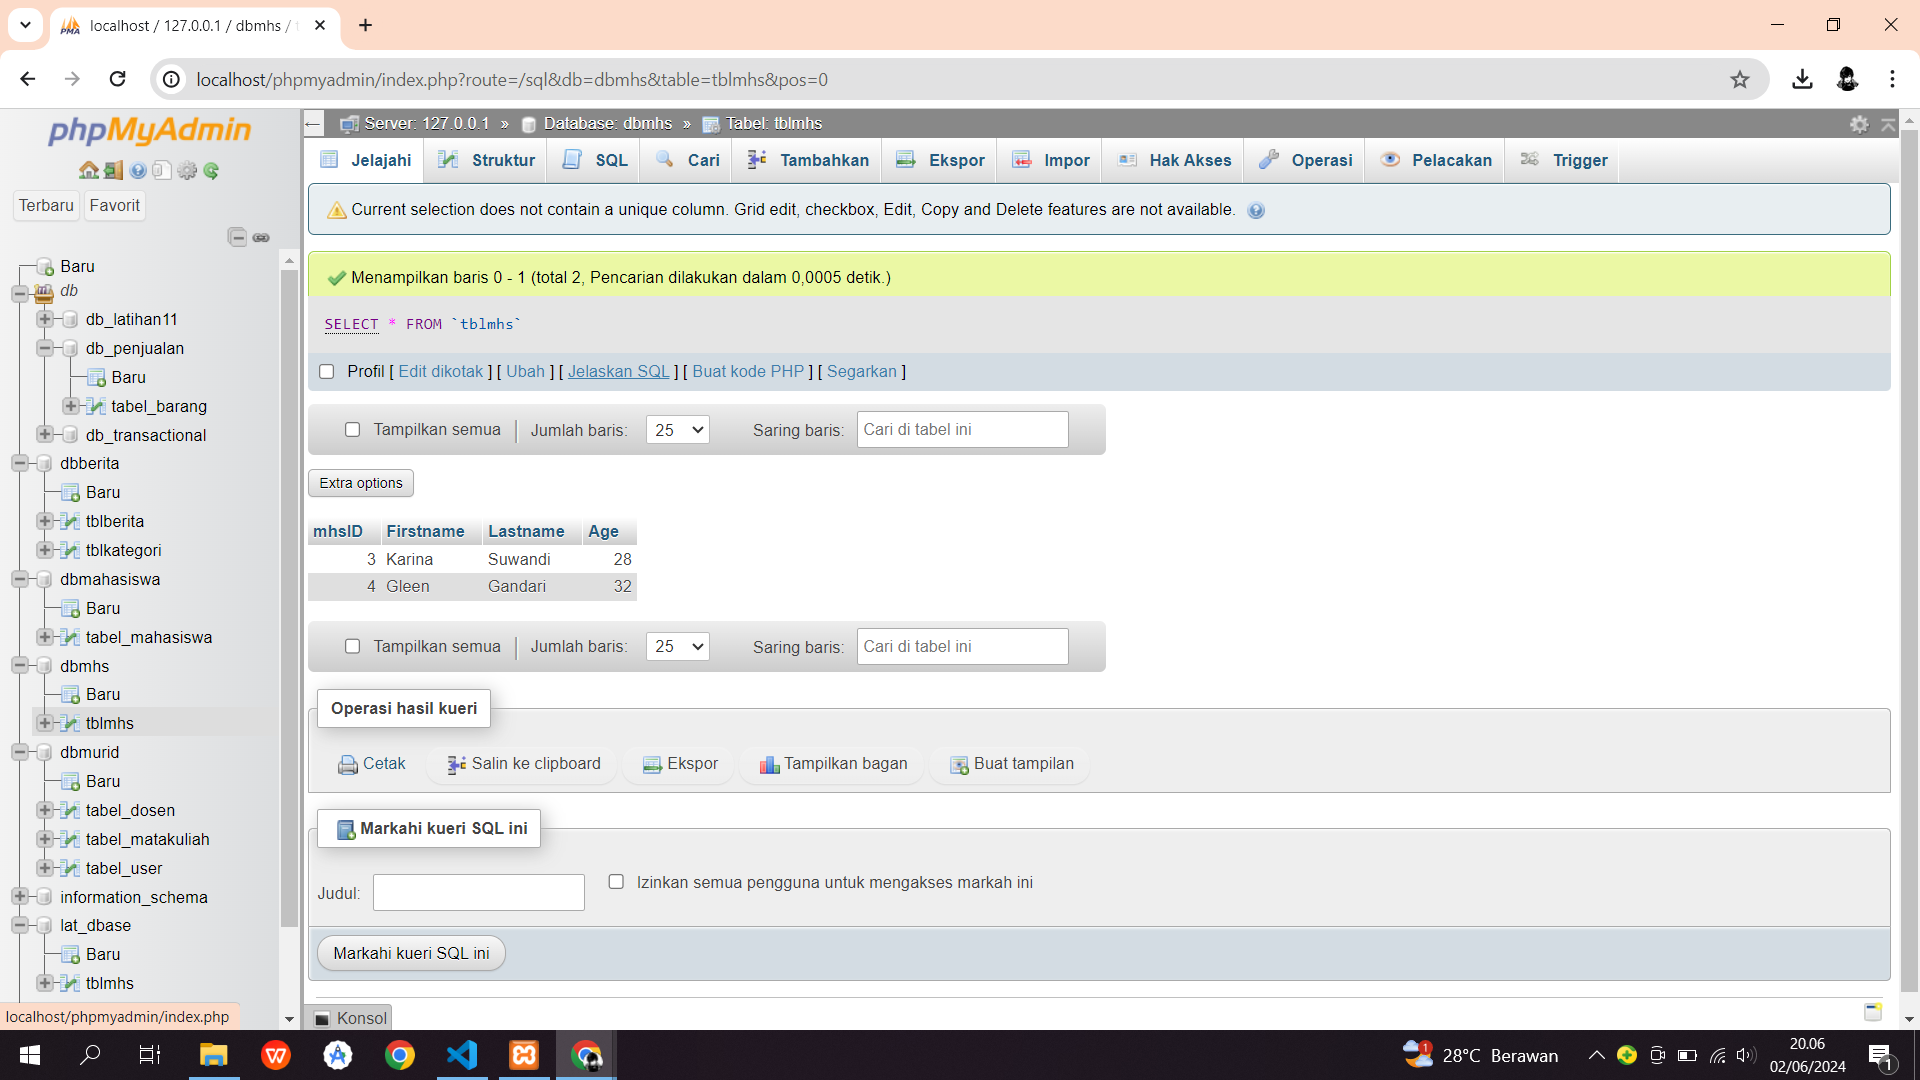 localhost / 127.0.0.1 / dbmhs / t
localhost/phpmyadmin/index.php?route=/sql&db=dbmhs&table=tblmhs&pos=0
phpMyAdmin
Terbaru
Favorit
Baru
db
db_latihan11
db_penjualan
Baru
tabel_barang
db_transactional
dbberita
Baru
tblberita
tblkategori
dbmahasiswa
Baru
tabel_mahasiswa
dbmhs
Baru
tblmhs
dbmurid
Baru
tabel_dosen
tabel_matakuliah
tabel_user
information_schema
lat_dbase
Baru
tblmhs
localhost/phpmyadmin/index.php
Server: 127.0.0.1 » Database: dbmhs » Tabel: tblmhs
Jelajahi Struktur SQL Cari Tambahkan Ekspor Impor Hak Akses Operasi Pelacakan Trigger
Current selection does not contain a unique column. Grid edit, checkbox, Edit, Copy and Delete features are not available.
Menampilkan baris 0 - 1 (total 2, Pencarian dilakukan dalam 0,0005 detik.)
SELECT * FROM `tblmhs`
Profil [ Edit dikotak ] [ Ubah ] [ Jelaskan SQL ] [ Buat kode PHP ] [ Segarkan ]
Tampilkan semua Jumlah baris: 25 Saring baris: Cari di tabel ini
Extra options
mhsID Firstname Lastname Age
3 Karina Suwandi 28
4 Gleen Gandari 32
Tampilkan semua Jumlah baris: 25 Saring baris: Cari di tabel ini
Operasi hasil kueri
Cetak Salin ke clipboard Ekspor Tampilkan bagan Buat tampilan
Markahi kueri SQL ini
Judul: Izinkan semua pengguna untuk mengakses markah ini
Markahi kueri SQL ini
Konsol
1 28°C Berawan
20.06
02/06/2024
1